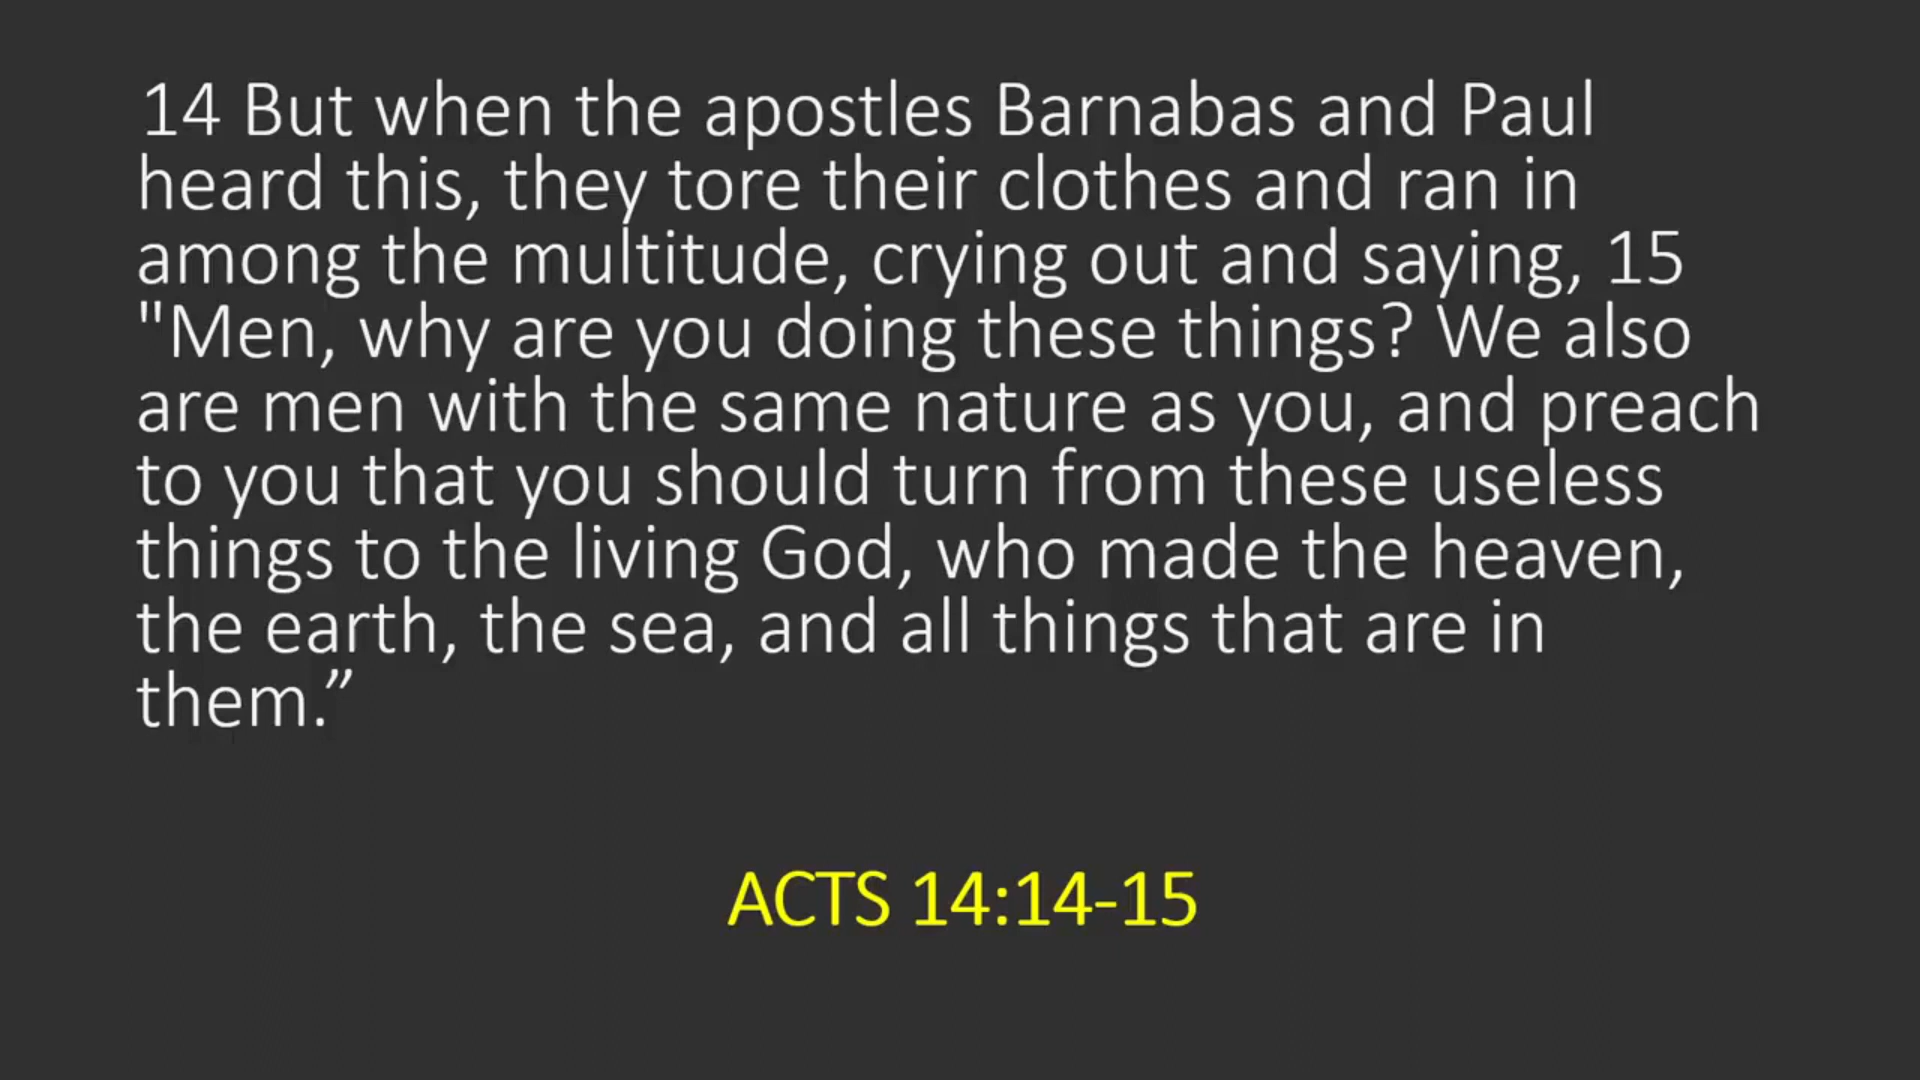 14 But when the apostles Barnabas and Paul
heard this, they tore their clothes and ran in
among the multitude, crying out and saying, 15
"Men, why are you doing these things? We also
are men with the same nature as you, and preach
to you that you should turn from these useless
things to the living God, who made the heaven,
the earth, the sea, and all things that are in
them.”
ACTS 14:14-15